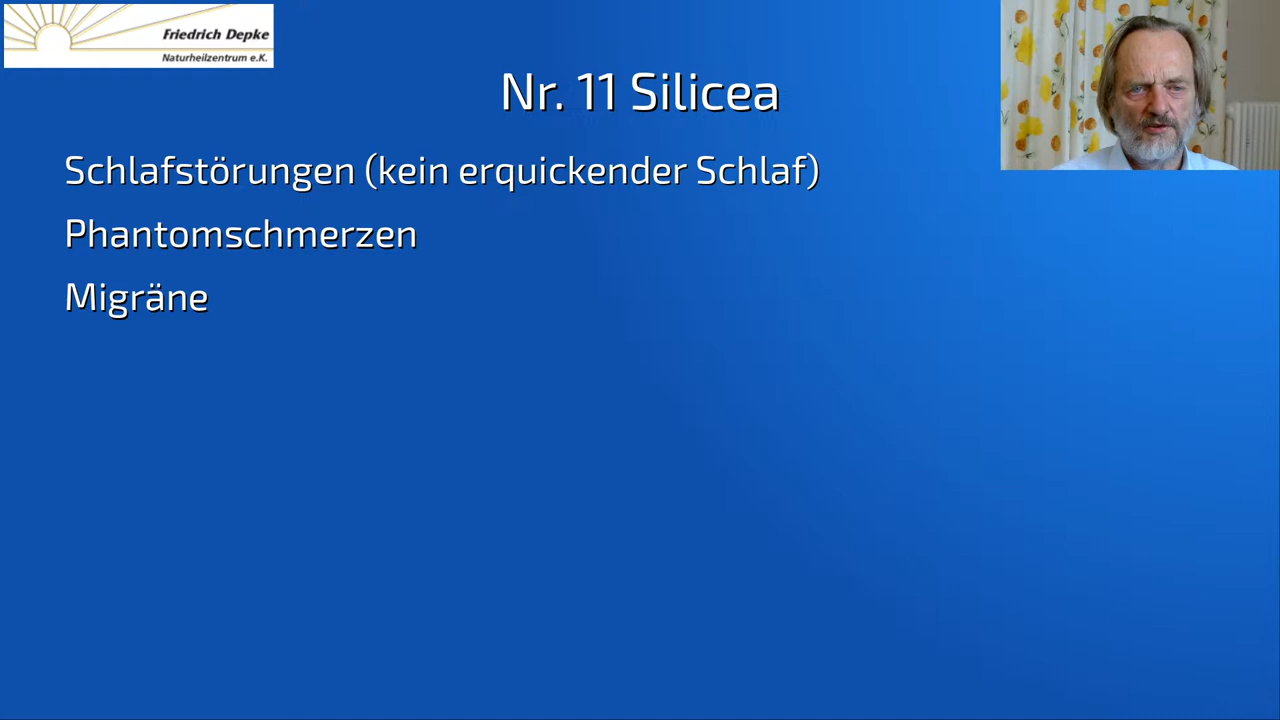 Friedrich Depke
Naturheilzentrum e.K.
Nr. 11 Silicea
Schlafstörungen (kein erquickender Schlaf)
Phantomschmerzen
Migräne